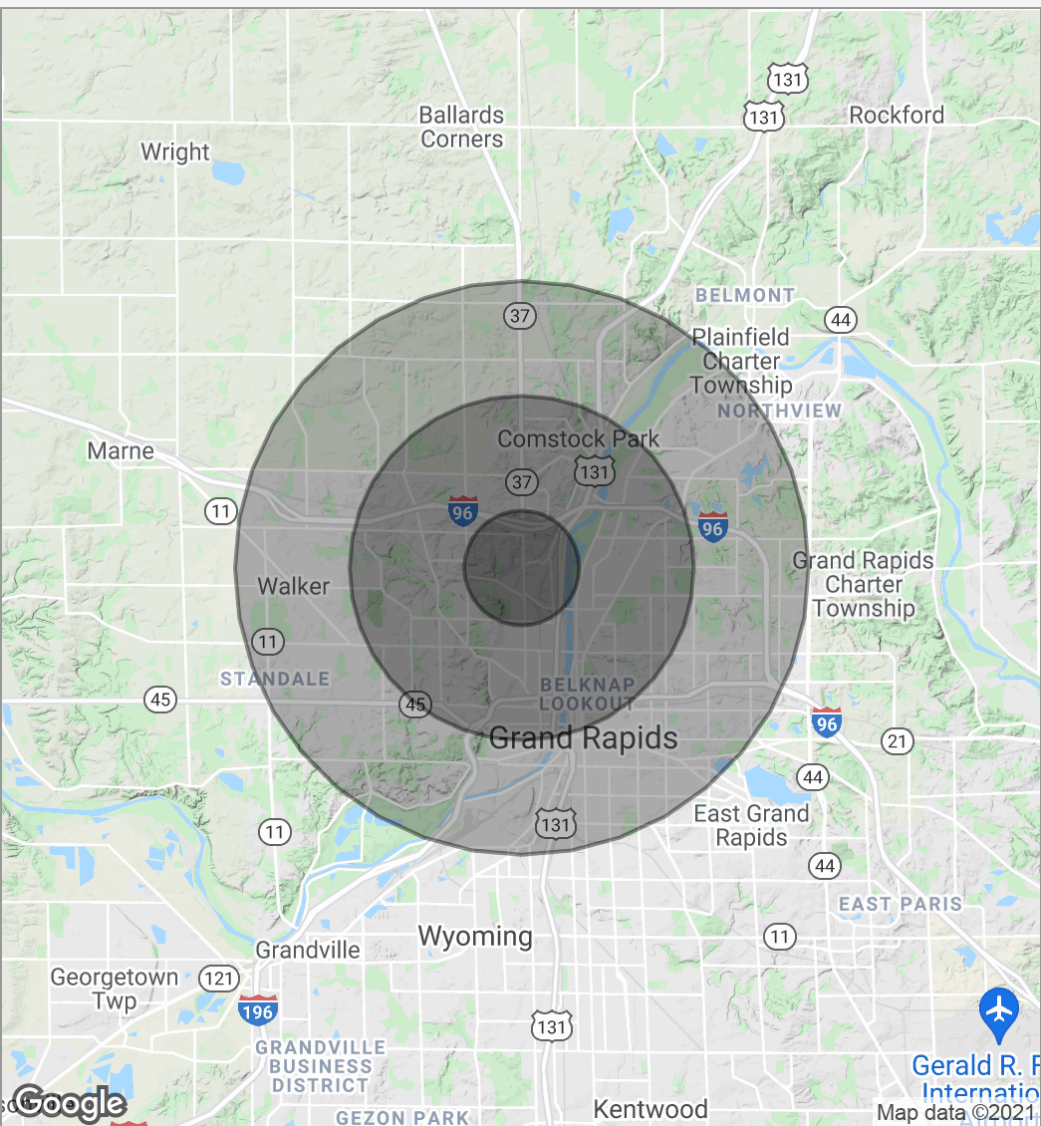 131
131
Rockford
Ballards
Corners
Wright
BELMONT
37
44
Plainfield
Charter
Township
NORTHVIEW
Comstock Park
Marne
131
37
96
11
96
Grand Rapids
Charter
Township
Walker
11
STANDALE
BELKNAP
LOOKOUT
45
45
Grand Rapids
96
21
44
East Grand
Rapids
131
11
44
EAST PARIS
Wyoming
11
Grandville
Georgetown
Twp
121
196
131
GRANDVILLE
BUSINESS
DISTRICT
Gerald R. F
Internatio
Google
GEZON PARK
Kentwood
Map data ©2021